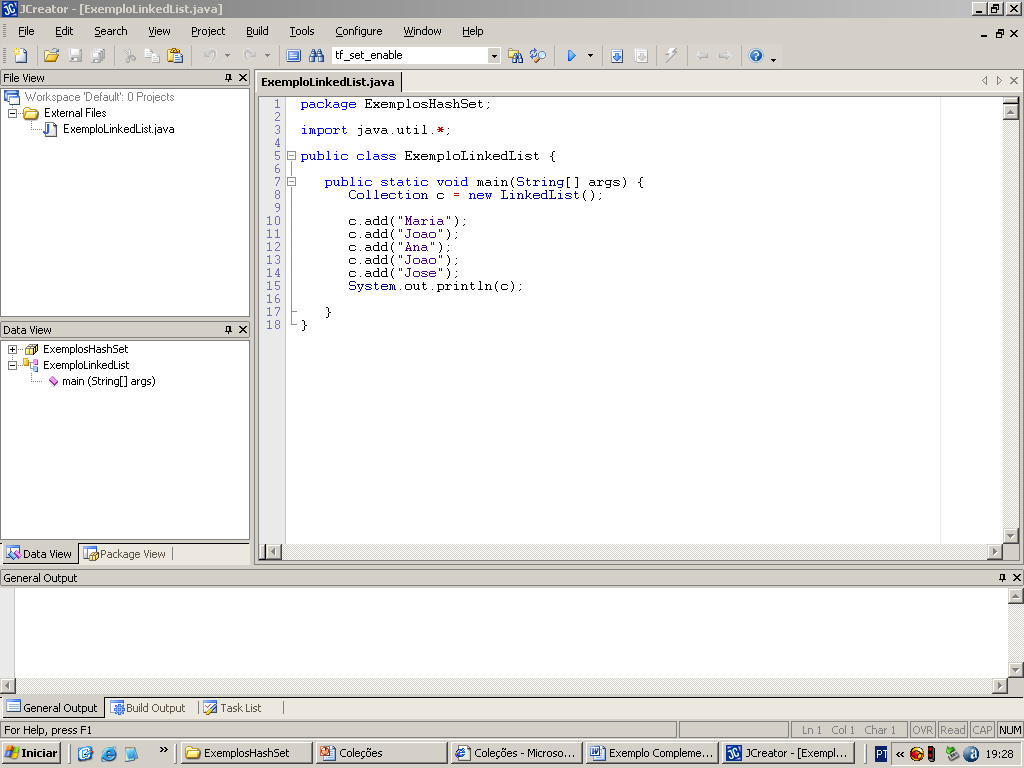 JCreator - [ExemploLinkedList.java]
File Edit Search View Project Build Tools Configure Window Help
tf_set_enable
File View
Workspace 'Default': 0 Projects
External Files
ExemploLinkedList.java
Data View
ExemplosHashSet
ExemploLinkedList
main (String[] args)
Data View Package View
ExemploLinkedList.java
1 package ExemplosHashSet;
2
3 import java.util.*;
4
5 public class ExemploLinkedList {
6
7 public static void main(String[] args) {
8 Collection c = new LinkedList();
9
10 c.add("Maria");
11 c.add("Joao");
12 c.add("Ana");
13 c.add("Joao");
14 c.add("Jose");
15 System.out.println(c);
16
17 }
18 }
General Output
General Output Build Output Task List
For Help, press F1 Ln 1 Col 1 Char 1 OVR Read CAP NUM
Iniciar » ExemplosHashSet Coleções Coleções - Microso... Exemplo Compleme... JCreator - [Exempl... PT « 19:28